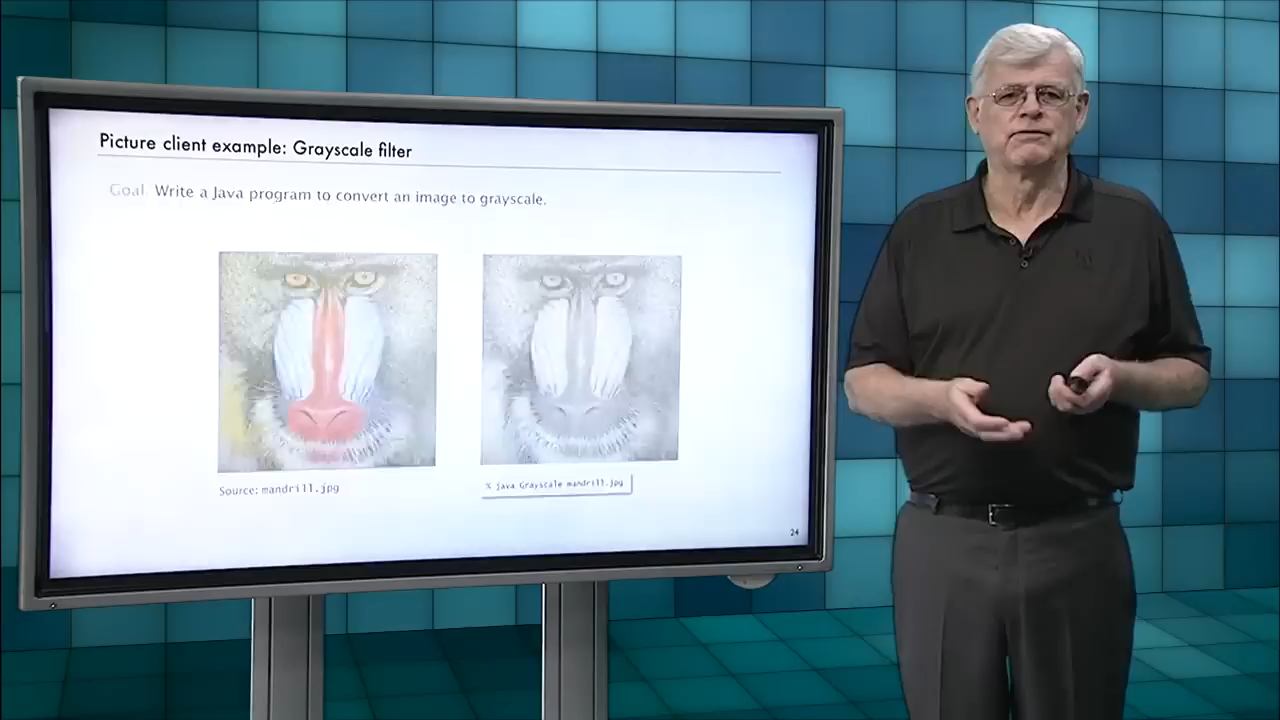 Picture client example: Grayscale filter
Goal. Write a Java program to convert an image to grayscale.
Source: mandrill.jpg
% java Grayscale mandrill.jpg
24